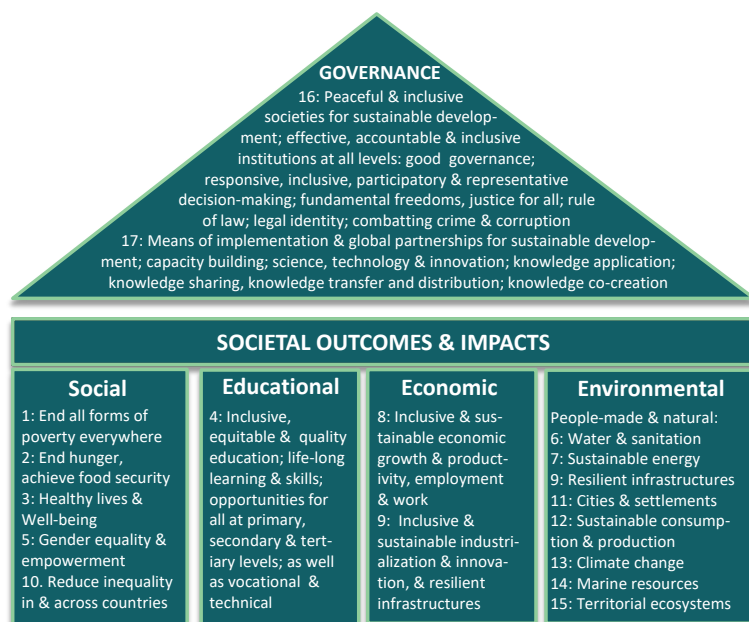 GOVERNANCE
16: Peaceful & inclusive
societies for sustainable develop-
ment; effective, accountable & inclusive
institutions at all levels: good governance;
responsive, inclusive, participatory & representative
decision-making; fundamental freedoms, justice for all; rule
of law; legal identity; combatting crime & corruption
17: Means of implementation & global partnerships for sustainable develop-
ment; capacity building; science, technology & innovation; knowledge application;
knowledge sharing, knowledge transfer and distribution; knowledge co-creation
SOCIETAL OUTCOMES & IMPACTS
Social
1: End all forms of
poverty everywhere
2: End hunger,
achieve food security
3: Healthy lives &
Well-being
5: Gender equality &
empowerment
10. Reduce inequality
in & across countries
Educational
4: Inclusive,
equitable & quality
education; life-long
learning & skills;
opportunities for
all at primary,
secondary & tert-
iary levels; as well
as vocational &
technical
Economic
8: Inclusive & sus-
tainable economic
growth & product-
ivity, employment
& work
9: Inclusive &
sustainable industri-
alization & innova-
tion, & resilient
infrastructures
Environmental
People-made & natural:
6: Water & sanitation
7: Sustainable energy
9: Resilient infrastructures
11: Cities & settlements
12: Sustainable consump-
tion & production
13: Climate change
14: Marine resources
15: Territorial ecosystems